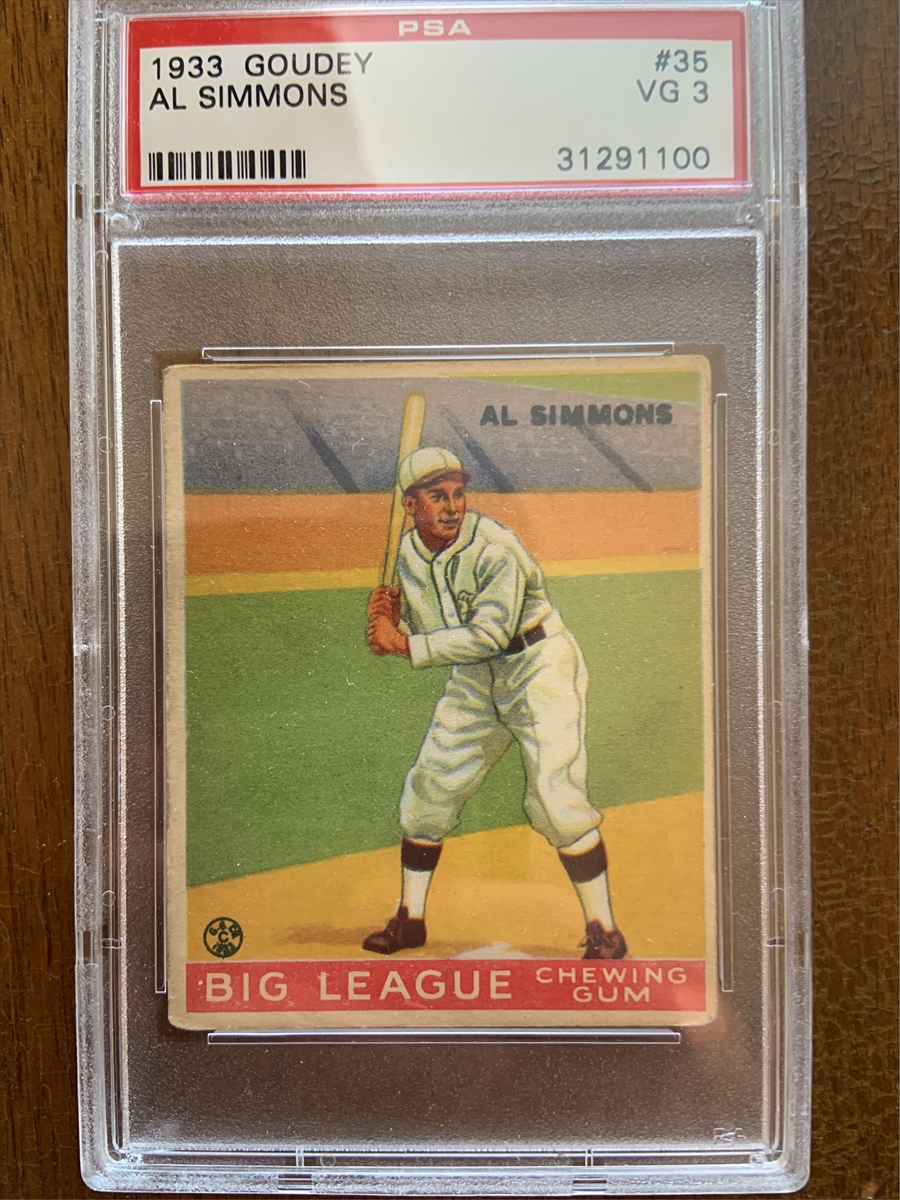 PSA
1933 GOUDEY #35
AL SIMMONS VG 3
31291100
AL SIMMONS
BIG LEAGUE CHEWING
GUM